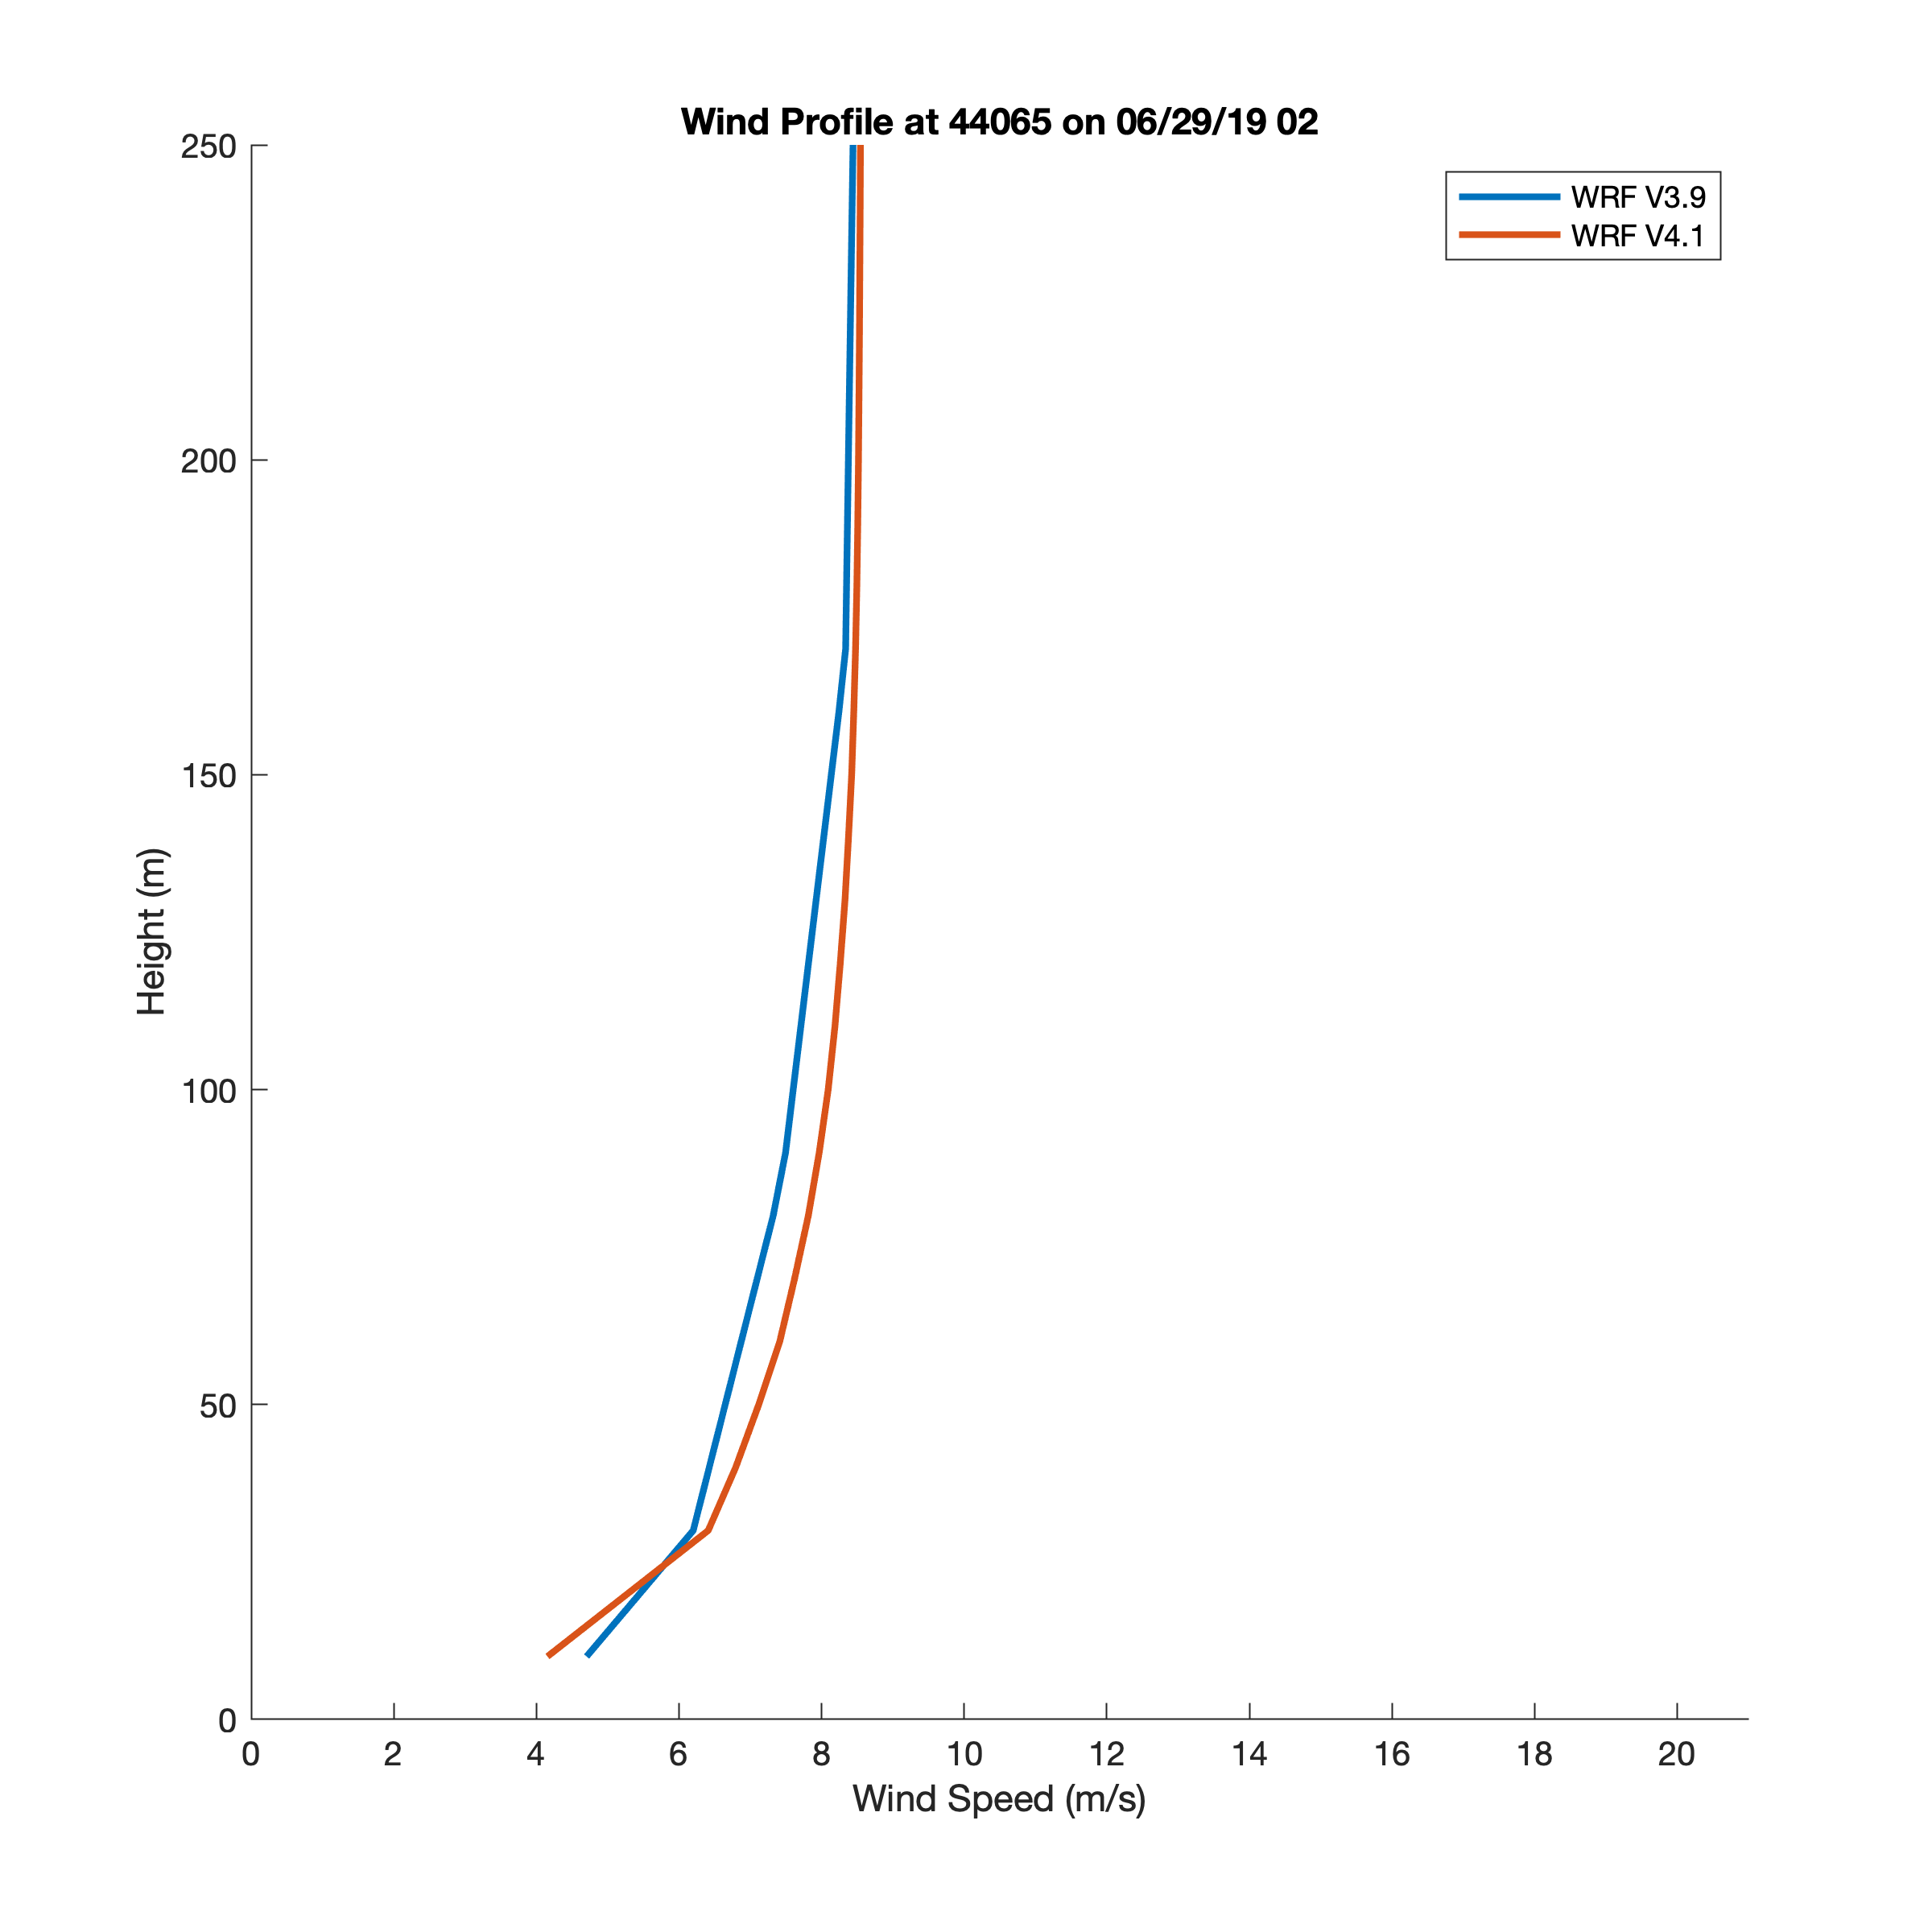 Wind Profile at 44065 on 06/29/19 02
250
200
150
100
50
0
Height (m)
WRF V3.9
WRF V4.1
0 2 4 6 8 10 12 14 16 18 20
Wind Speed (m/s)